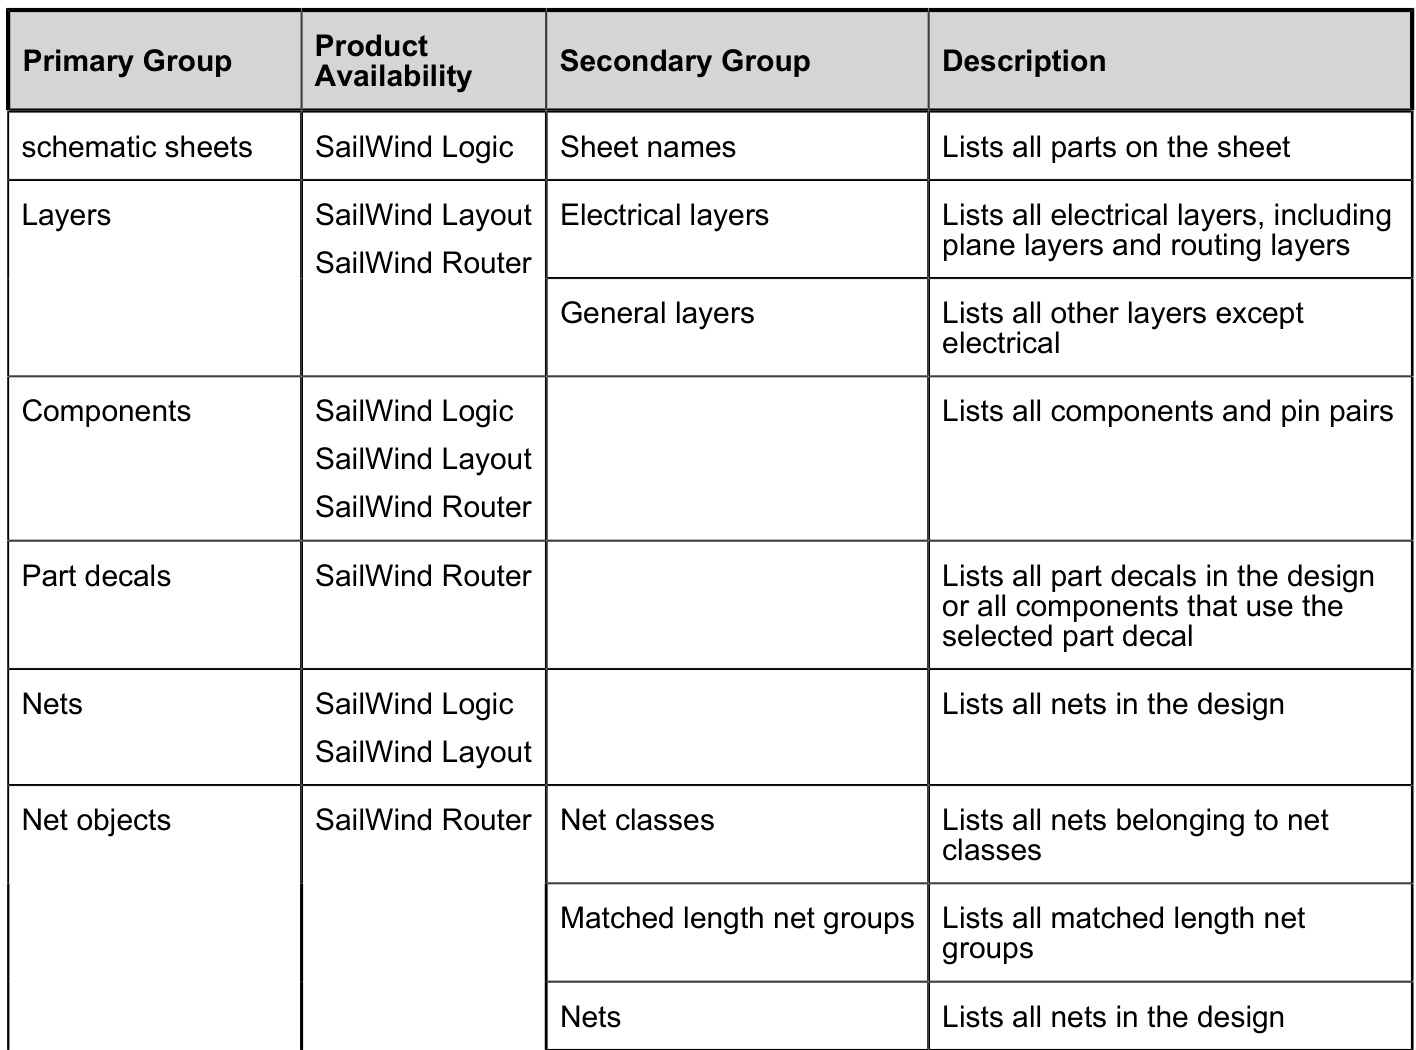 Primary Group
Product
Availability
Secondary Group
Description
schematic sheets
SailWind Logic
Sheet names
Lists all parts on the sheet
Layers
SailWind Layout
SailWind Router
Electrical layers
Lists all electrical layers, including
plane layers and routing layers
General layers
Lists all other layers except
electrical
Components
SailWind Logic
SailWind Layout
SailWind Router
Lists all components and pin pairs
Part decals
SailWind Router
Lists all part decals in the design
or all components that use the
selected part decal
Nets
SailWind Logic
SailWind Layout
Lists all nets in the design
Net objects
SailWind Router
Net classes
Lists all nets belonging to net
classes
Matched length net groups
Lists all matched length net
groups
Nets
Lists all nets in the design